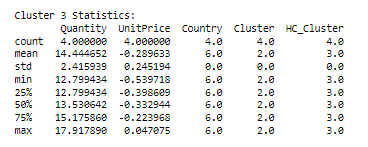 Cluster 3 Statistics:
Quantity UnitPrice Country Cluster HC_Cluster
count 4.000000 4.000000 4.0 4.0 4.0
mean 14.444652 -0.289633 6.0 2.0 3.0
std 2.415939 0.245194 0.0 0.0 0.0
min 12.799434 -0.539718 6.0 2.0 3.0
25% 12.799434 -0.398609 6.0 2.0 3.0
50% 13.530642 -0.332944 6.0 2.0 3.0
75% 15.175860 -0.223968 6.0 2.0 3.0
max 17.917890 0.047075 6.0 2.0 3.0